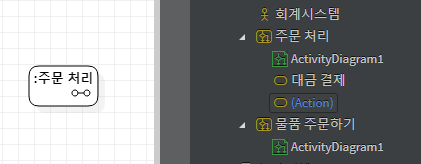 :주문 처리
회계시스템
주문 처리
ActivityDiagram1
대금 결제
(Action)
물품 주문하기
ActivityDiagram1